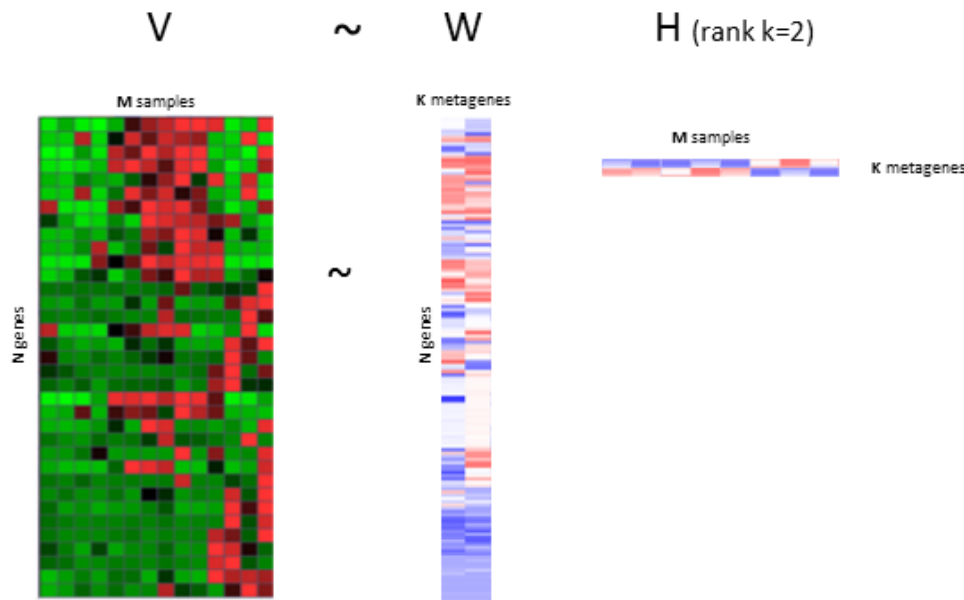 V ~ W H (rank k=2)
M samples
K metagenes
M samples
K metagenes
N genes
~
N genes